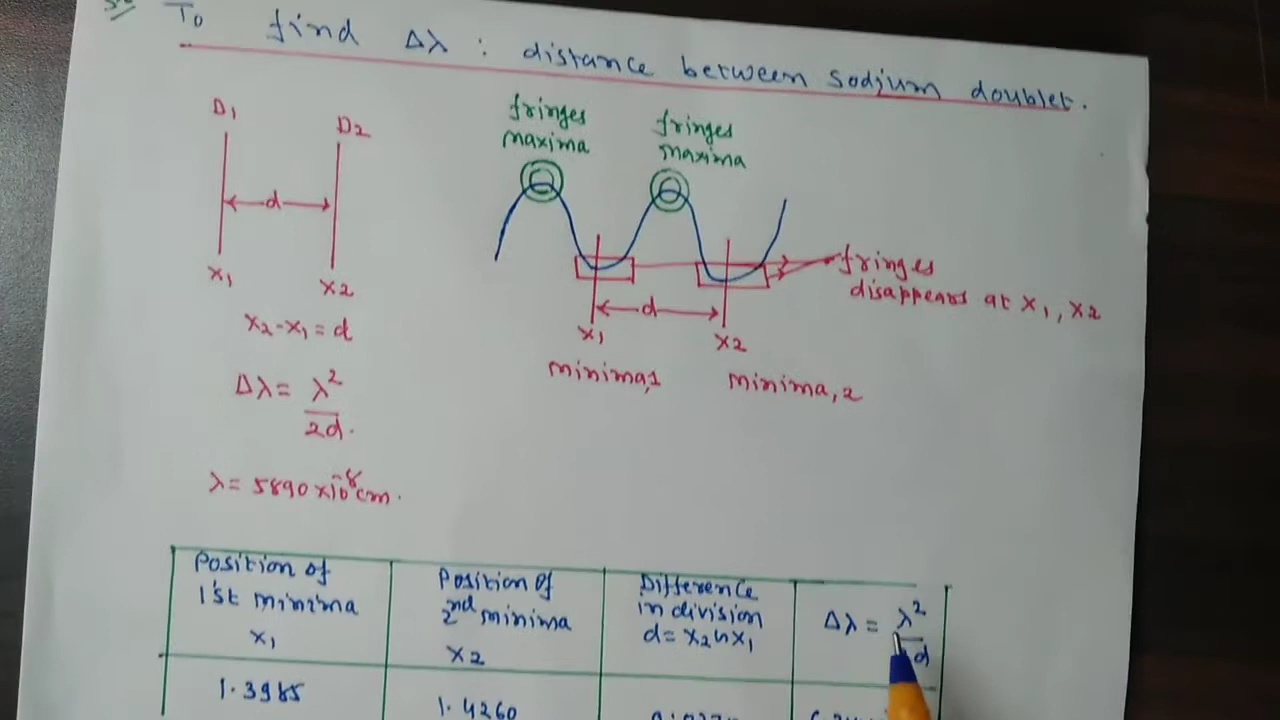 To find Δλ : distance between sodium doublet.
D1
D2
d
x1
x2
x2-x1 = d
Δλ = λ²
2d.
λ = 5890 x 10⁻⁸ cm.
fringes
maxima
fringes
maxima
d
x1
x2
minima,1
minima,2
fringes
disappears at x1, x2
Position of
1st minima
x1
Position of
2nd minima
x2
Difference
in division
d = x2 ~ x1
Δλ = λ²
d
1.3985
1.4260